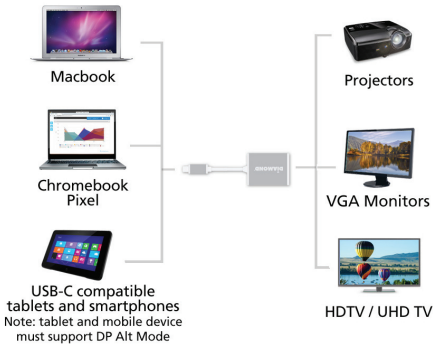 Macbook
Chromebook
Pixel
USB-C compatible
tablets and smartphones
Note: tablet and mobile device
must support DP Alt Mode
Projectors
VGA Monitors
HDTV / UHD TV